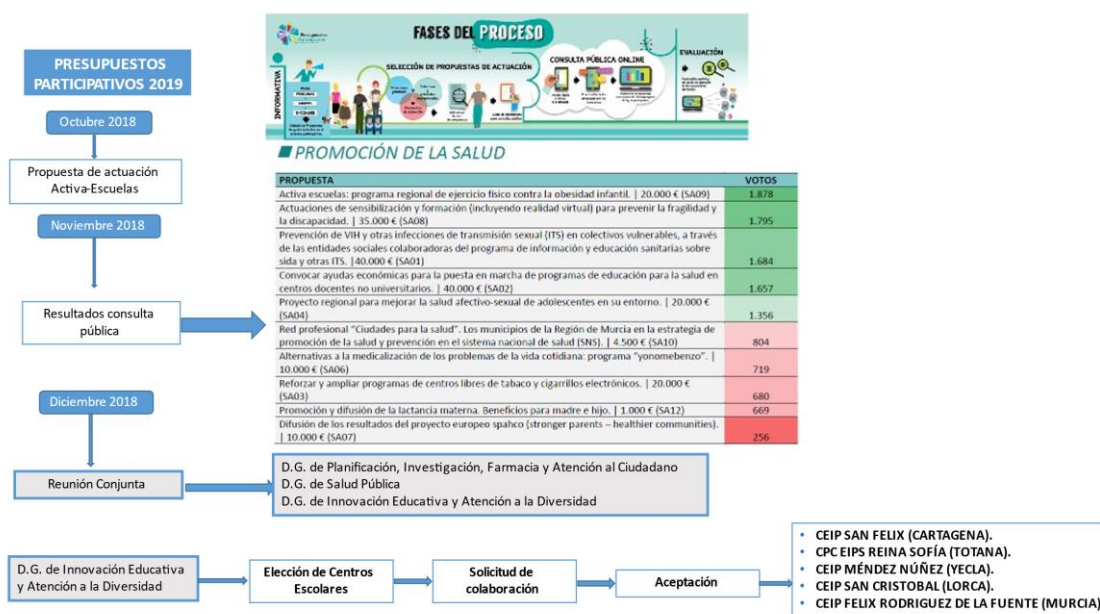 PRESUPUESTOS
PARTICIPATIVOS 2019
Octubre 2018
Propuesta de actuación
Activa-Escuelas
Noviembre 2018
Resultados consulta
pública
Diciembre 2018
Reunión Conjunta
FASES DEL PROCESO
INFORMATIVA
SELECCIÓN DE PROPUESTAS DE ACTUACIÓN
CONSULTA PÚBLICA ONLINE
EVALUACIÓN
PROMOCIÓN DE LA SALUD
PROPUESTA VOTOS
Activa escuelas: programa regional de ejercicio físico contra la obesidad infantil. | 20.000 € (SA09) 1.878
Actuaciones de sensibilización y formación (incluyendo realidad virtual) para prevenir la fragilidad y
la discapacidad. | 35.000 € (SA08) 1.795
Prevención de VIH y otras infecciones de transmisión sexual (ITS) en colectivos vulnerables, a través
de las entidades sociales colaboradoras del programa de información y educación sanitarias sobre
sida y otras ITS. |40.000 € (SA01) 1.684
Convocar ayudas económicas para la puesta en marcha de programas de educación para la salud en
centros docentes no universitarios. | 40.000 € (SA02) 1.657
Proyecto regional para mejorar la salud afectivo-sexual de adolescentes en su entorno. | 20.000 €
(SA04) 1.356
Red profesional "Ciudades para la salud". Los municipios de la Región de Murcia en la estrategia de
promoción de la salud y prevención en el sistema nacional de salud (SNS). | 4.500 € (SA10) 804
Alternativas a la medicalización de los problemas de la vida cotidiana: programa "yonomebenzo". |
10.000 € (SA06) 719
Reforzar y ampliar programas de centros libres de tabaco y cigarrillos electrónicos. | 20.000 €
(SA03) 680
Promoción y difusión de la lactancia materna. Beneficios para madre e hijo. | 1.000 € (SA12) 669
Difusión de los resultados del proyecto europeo spahco (stronger parents – healthier communities).
| 10.000 € (SA07) 256
D.G. de Planificación, Investigación, Farmacia y Atención al Ciudadano
D.G. de Salud Pública
D.G. de Innovación Educativa y Atención a la Diversidad
D.G. de Innovación Educativa
y Atención a la Diversidad
Elección de Centros
Escolares
Solicitud de
colaboración
Aceptación
• CEIP SAN FELIX (CARTAGENA).
• CPC EIPS REINA SOFÍA (TOTANA).
• CEIP MÉNDEZ NÚÑEZ (YECLA).
• CEIP SAN CRISTOBAL (LORCA).
• CEIP FELIX RODRIGUEZ DE LA FUENTE (MURCIA)